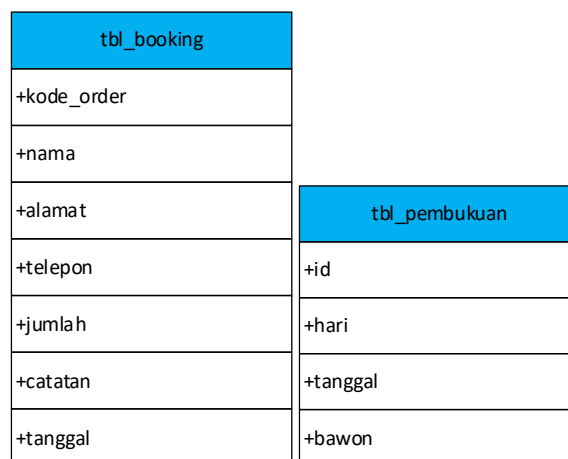 tbl_booking
+kode_order
+nama
+alamat
+telepon
+jumlah
+catatan
+tanggal
tbl_pembukuan
+id
+hari
+tanggal
+bawon